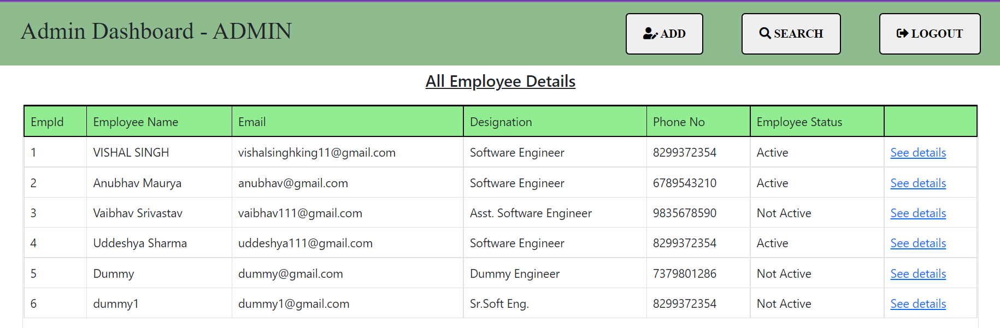 Admin Dashboard - ADMIN ADD SEARCH LOGOUT
All Employee Details
EmpId Employee Name Email Designation Phone No Employee Status
1 VISHAL SINGH vishalsinghking11@gmail.com Software Engineer 8299372354 Active See details
2 Anubhav Maurya anubhav@gmail.com Software Engineer 6789543210 Active See details
3 Vaibhav Srivastav vaibhav111@gmail.com Asst. Software Engineer 9835678590 Not Active See details
4 Uddeshya Sharma uddeshya111@gmail.com Software Engineer 8299372354 Active See details
5 Dummy dummy@gmail.com Dummy Engineer 7379801286 Not Active See details
6 dummy1 dummy1@gmail.com Sr.Soft Eng. 8299372354 Not Active See details